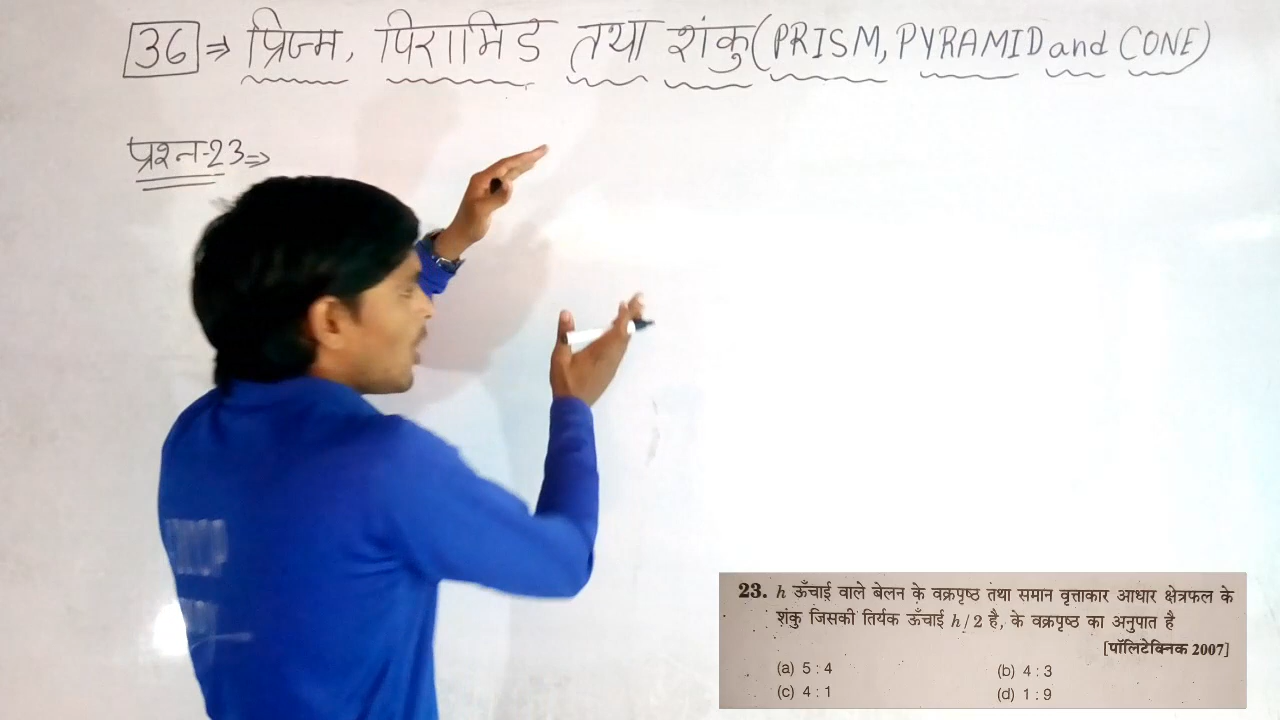 36 ⇒ प्रिज्म, पिरामिड तथा शंकु (PRISM, PYRAMID and CONE)
प्रश्न-23⇒
23. h ऊँचाई वाले बेलन के वक्रपृष्ठ तथा समान वृत्ताकार आधार क्षेत्रफल के
शंकु जिसकी तिर्यक ऊँचाई h/2 है, के वक्रपृष्ठ का अनुपात है
[पॉलिटेक्निक 2007]
(a) 5 : 4 (b) 4 : 3
(c) 4 : 1 (d) 1 : 9